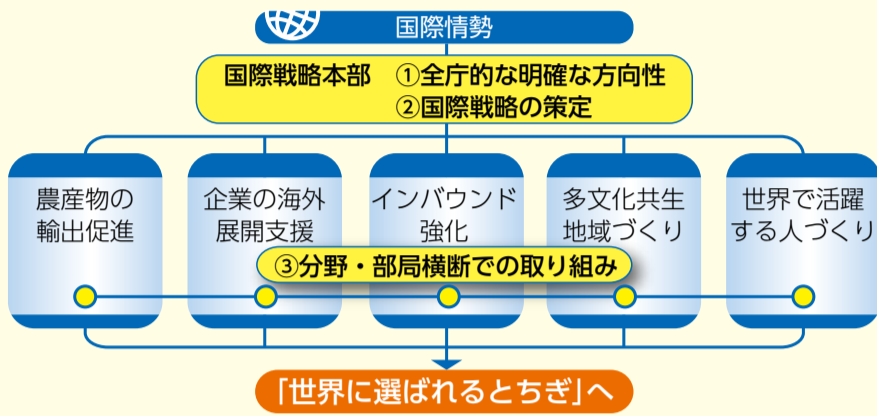 国際情勢
国際戦略本部 ①全庁的な明確な方向性
②国際戦略の策定
農産物の
輸出促進
企業の海外
展開支援
インバウンド
強化
多文化共生
地域づくり
世界で活躍
する人づくり
③分野・部局横断での取り組み
「世界に選ばれるとちぎ」へ